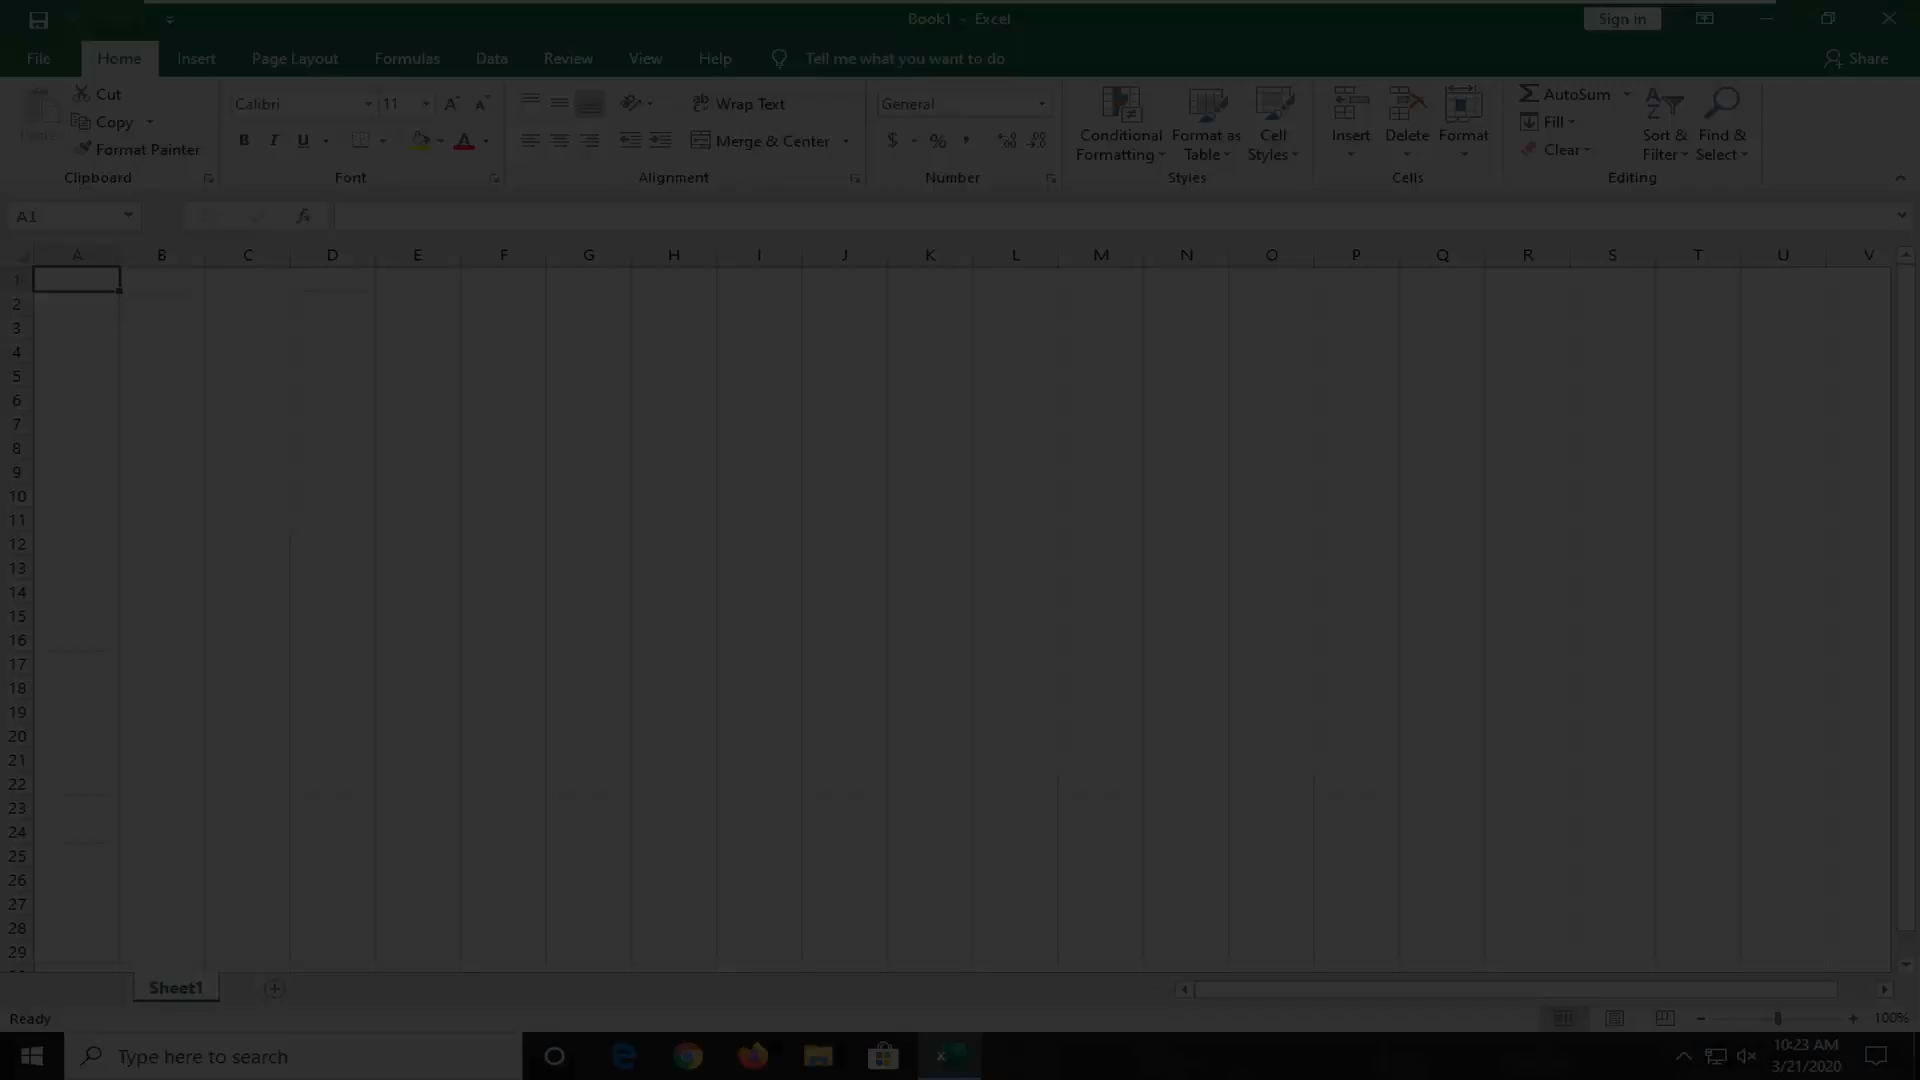 Book1 - Excel
Sign in
File Home Insert Page Layout Formulas Data Review View Help Tell me what you want to do Share
Cut
Copy
Format Painter
Clipboard
Calibri 11
B I U
Font
Wrap Text
Merge & Center
Alignment
General
$ % ,
Number
Conditional Formatting
Format as Table
Cell Styles
Styles
Insert Delete Format
Cells
AutoSum
Fill
Clear
Sort & Filter
Find & Select
Editing
A1 fx
A B C D E F G H I J K L M N O P Q R S T U V
1
2
3
4
5
6
7
8
9
10
11
12
13
14
15
16
17
18
19
20
21
22
23
24
25
26
27
28
29
Sheet1
Ready 100%
Type here to search
10:23 AM
3/21/2020